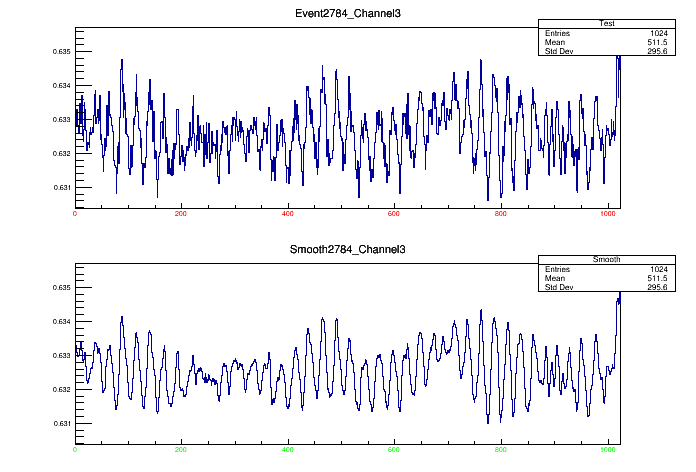 Event2784_Channel3
Test
Entries 1024
Mean 511.5
Std Dev 295.6
0.635
0.634
0.633
0.632
0.631
0 200 400 600 800 1000
Smooth2784_Channel3
Smooth
Entries 1024
Mean 511.5
Std Dev 295.6
0.635
0.634
0.633
0.632
0.631
0 200 400 600 800 1000